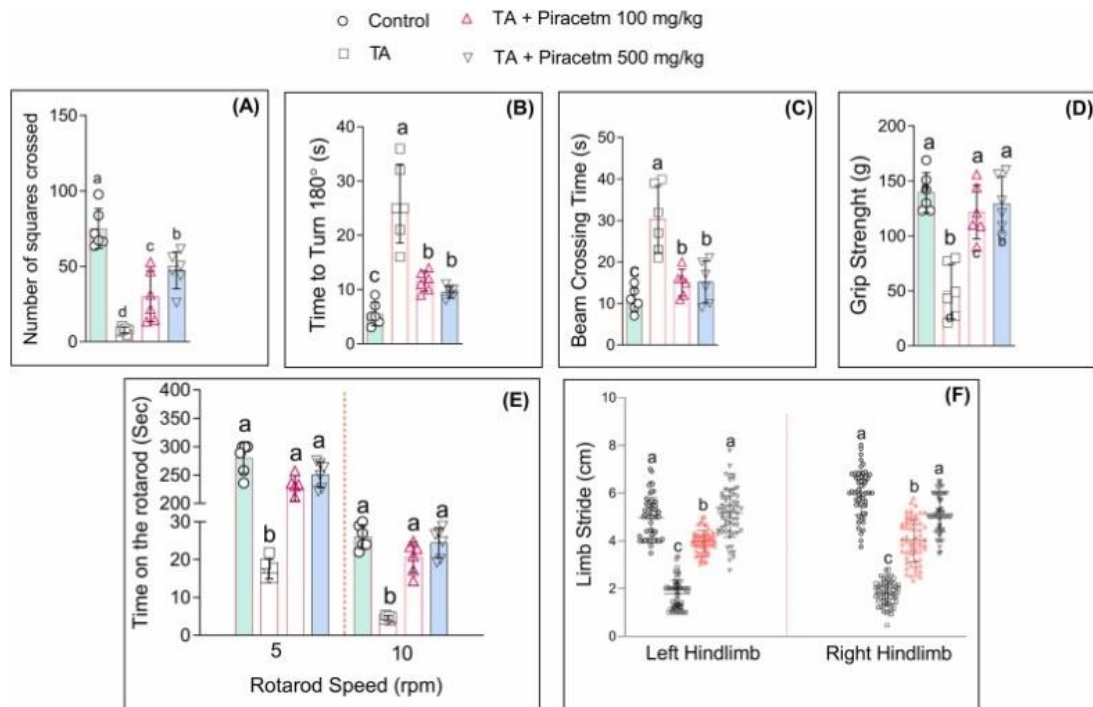 Control
TA + Piracetm 100 mg/kg
TA
TA + Piracetm 500 mg/kg
(A)
Number of squares crossed
150
100
50
0
a
d
c
b
(B)
Time to Turn 180° (s)
40
30
20
10
0
c
a
b
b
(C)
Beam Crossing Time (s)
50
40
30
20
10
0
c
a
b
b
(D)
Grip Strenght (g)
200
150
100
50
0
a
b
a
a
(E)
Time on the rotarod (Sec)
400
350
300
250
200
30
20
10
0
a
b
a
a
a
b
a
a
5
10
Rotarod Speed (rpm)
(F)
Limb Stride (cm)
10
8
6
4
2
0
a
c
b
a
a
c
b
a
Left Hindlimb
Right Hindlimb